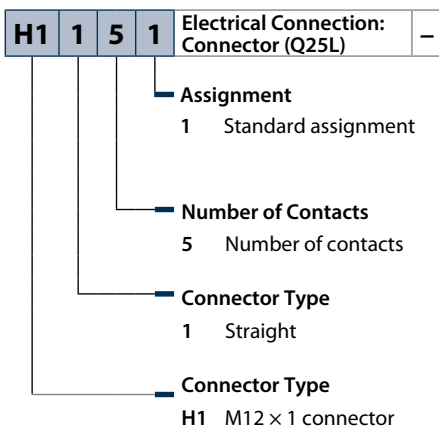 H1 1 5 1 Electrical Connection: –
Connector (Q25L)
Assignment
1 Standard assignment
Number of Contacts
5 Number of contacts
Connector Type
1 Straight
Connector Type
H1 M12 × 1 connector